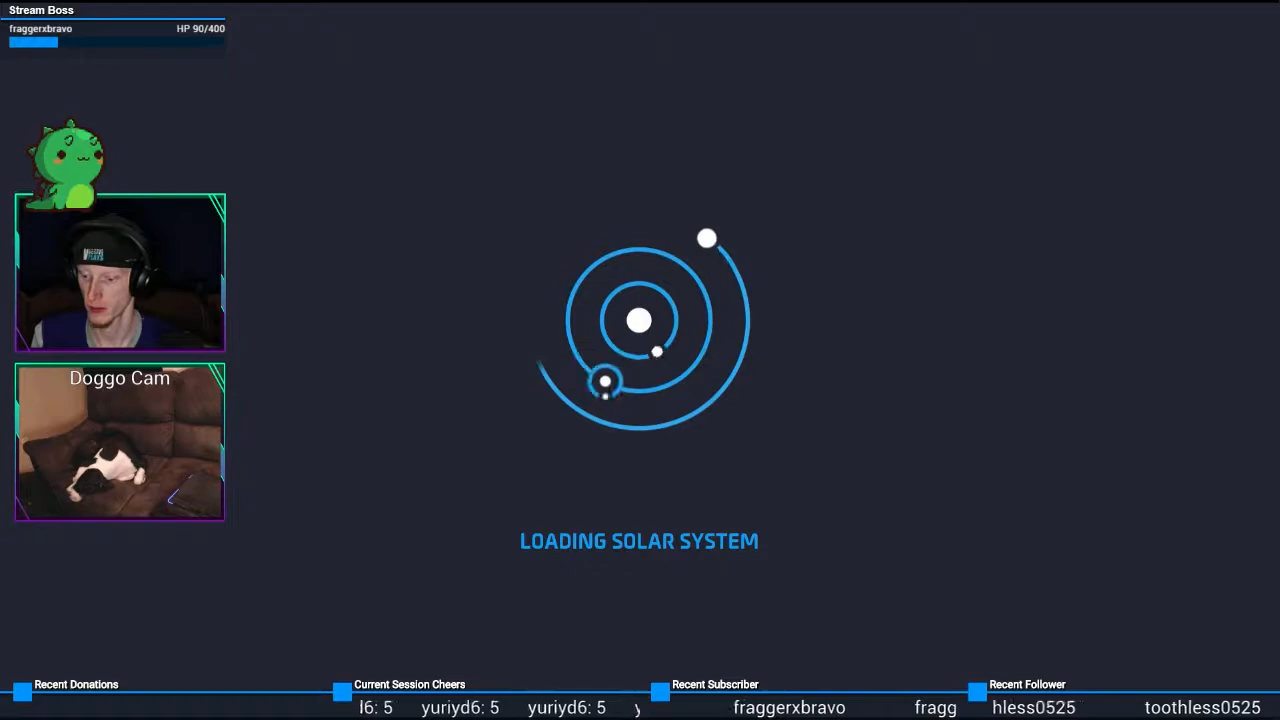 Stream Boss
fraggerxbravo HP 90/400
Doggo Cam
LOADING SOLAR SYSTEM
Recent Donations
Current Session Cheers
l6: 5 yuriyd6: 5 yuriyd6: 5 y
Recent Subscriber
fraggerxbravo fragg
Recent Follower
hless0525 toothless0525